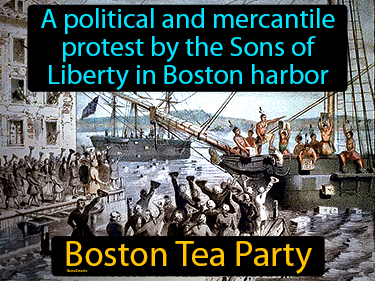 A political and mercantile
protest by the Sons of
Liberty in Boston harbor
Boston Tea Party